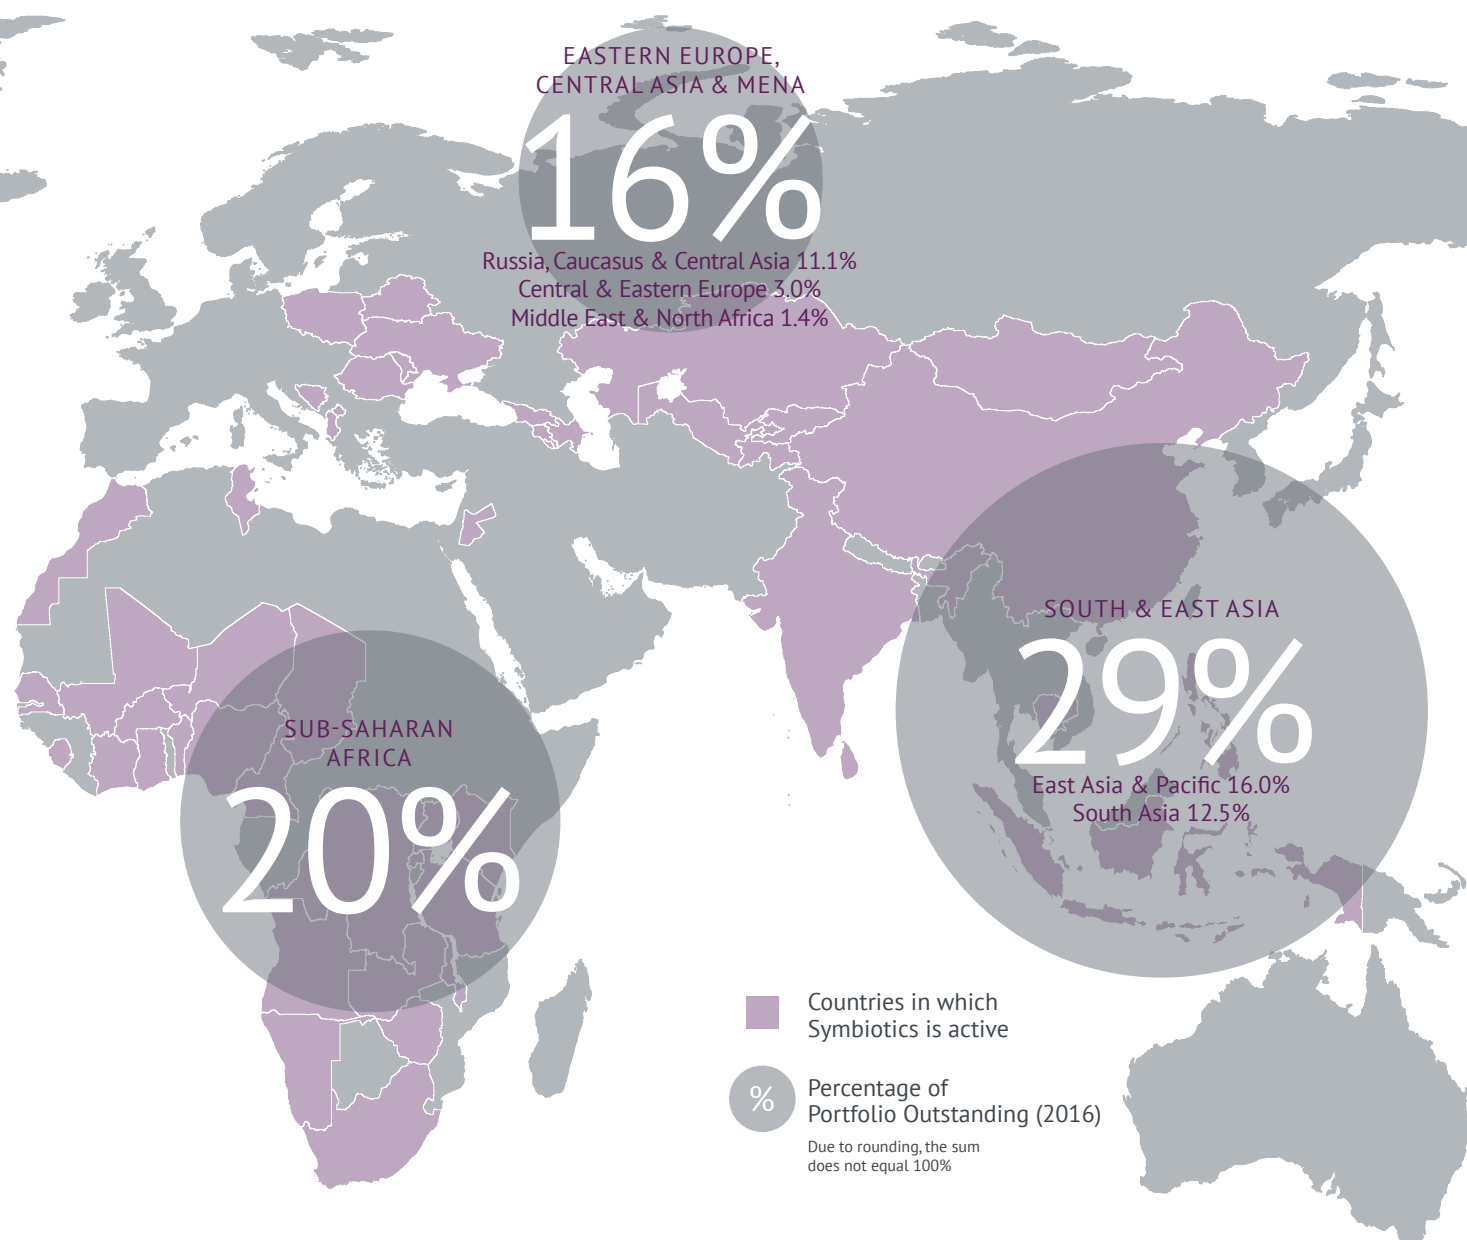 EASTERN EUROPE,
CENTRAL ASIA & MENA
16%
Russia, Caucasus & Central Asia 11.1%
Central & Eastern Europe 3.0%
Middle East & North Africa 1.4%
SOUTH & EAST ASIA
29%
East Asia & Pacific 16.0%
South Asia 12.5%
SUB-SAHARAN
AFRICA
20%
Countries in which
Symbiotics is active
%
Percentage of
Portfolio Outstanding (2016)
Due to rounding, the sum
does not equal 100%